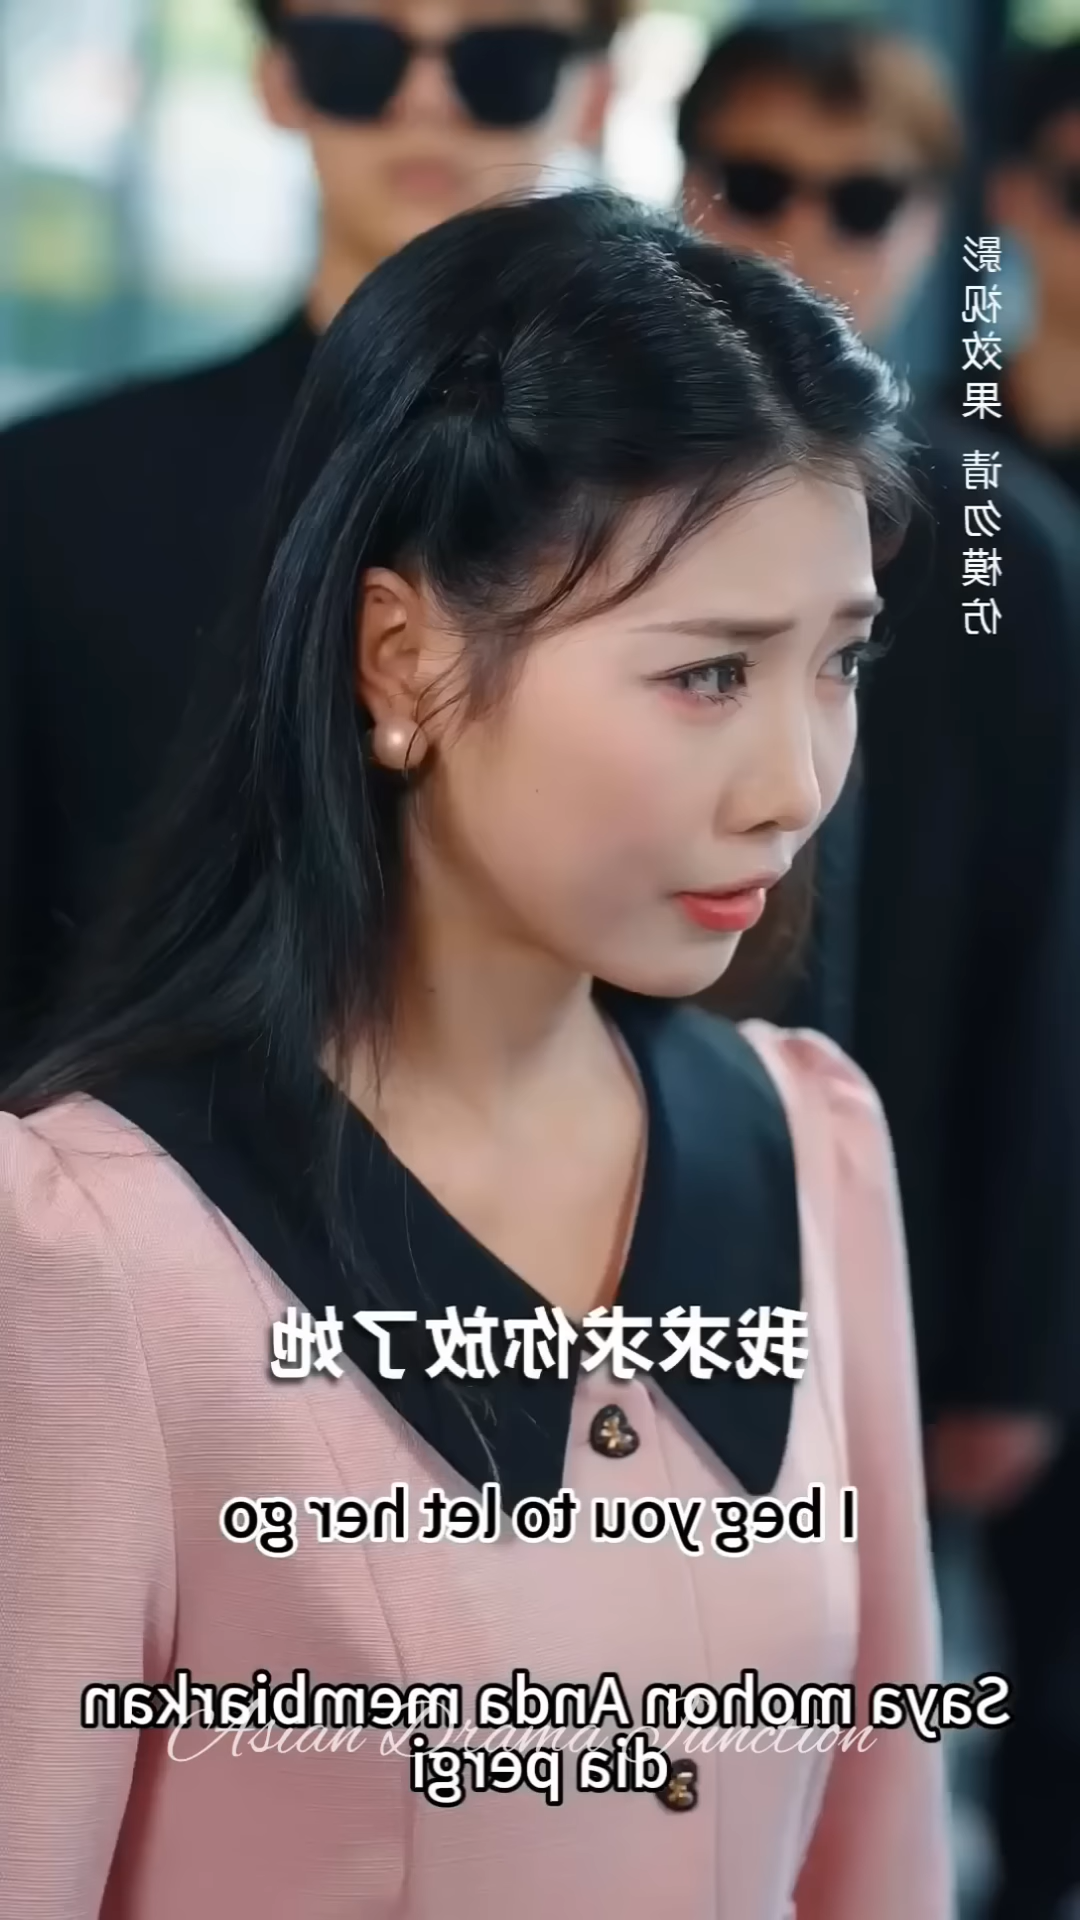 影视效果 请勿模仿
我求求你放了她
I beg you to let her go
Saya mohon Anda membiarkan
dia pergi
Asian Drama Junction